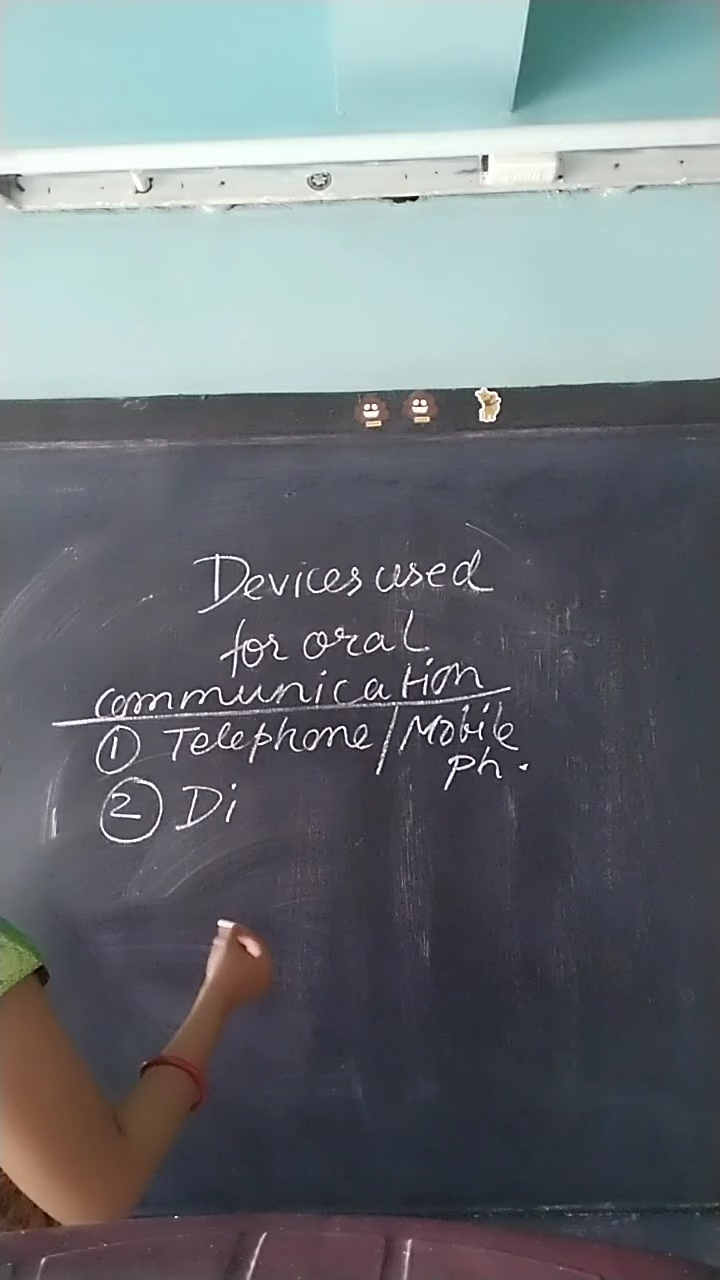 Devices used
for oral
communication
① Telephone/Mobile
Ph.
② Di